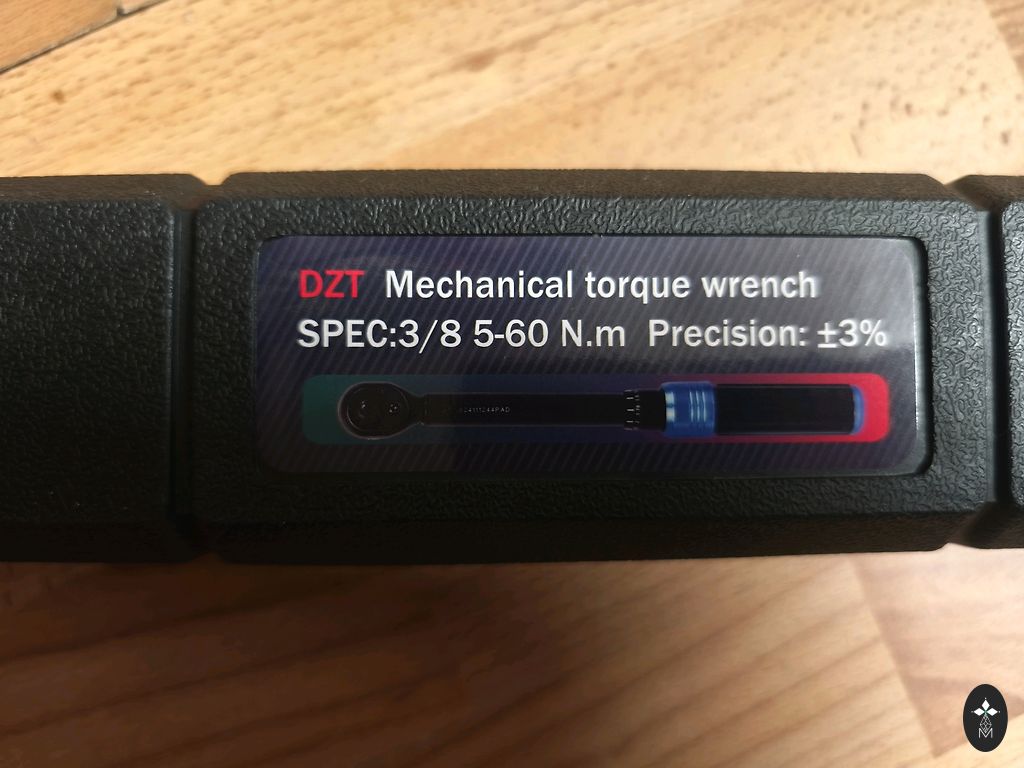 DZT Mechanical torque wrench
SPEC:3/8 5-60 N.m Precision: ±3%
M